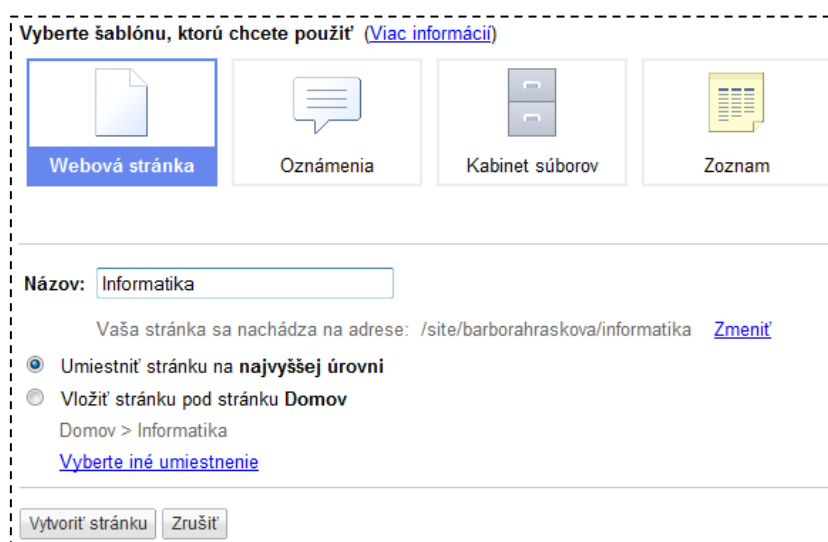 Vyberte šablónu, ktorú chcete použiť (Viac informácií)
Webová stránka Oznámenia Kabinet súborov Zoznam
Názov: Informatika
Vaša stránka sa nachádza na adrese: /site/barborahraskova/informatika Zmeniť
Umiestniť stránku na najvyššej úrovni
Vložiť stránku pod stránku Domov
Domov > Informatika
Vyberte iné umiestnenie
Vytvoriť stránku Zrušiť